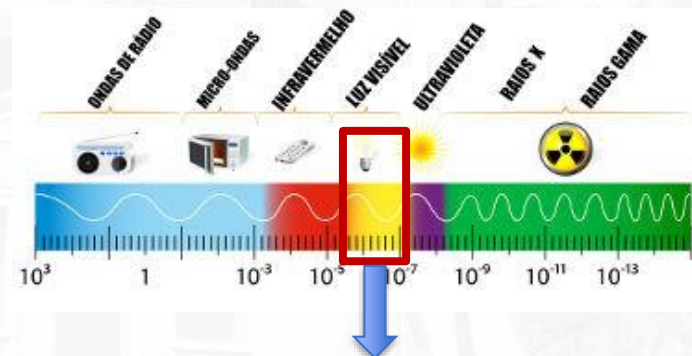 ONDAS DE RÁDIO
MICRO-ONDAS
INFRAVERMELHO
LUZ VISÍVEL
ULTRAVIOLETA
RAIOS X
RAIOS GAMA
10³ 1 10⁻³ 10⁻⁵ 10⁻⁷ 10⁻⁹ 10⁻¹¹ 10⁻¹³